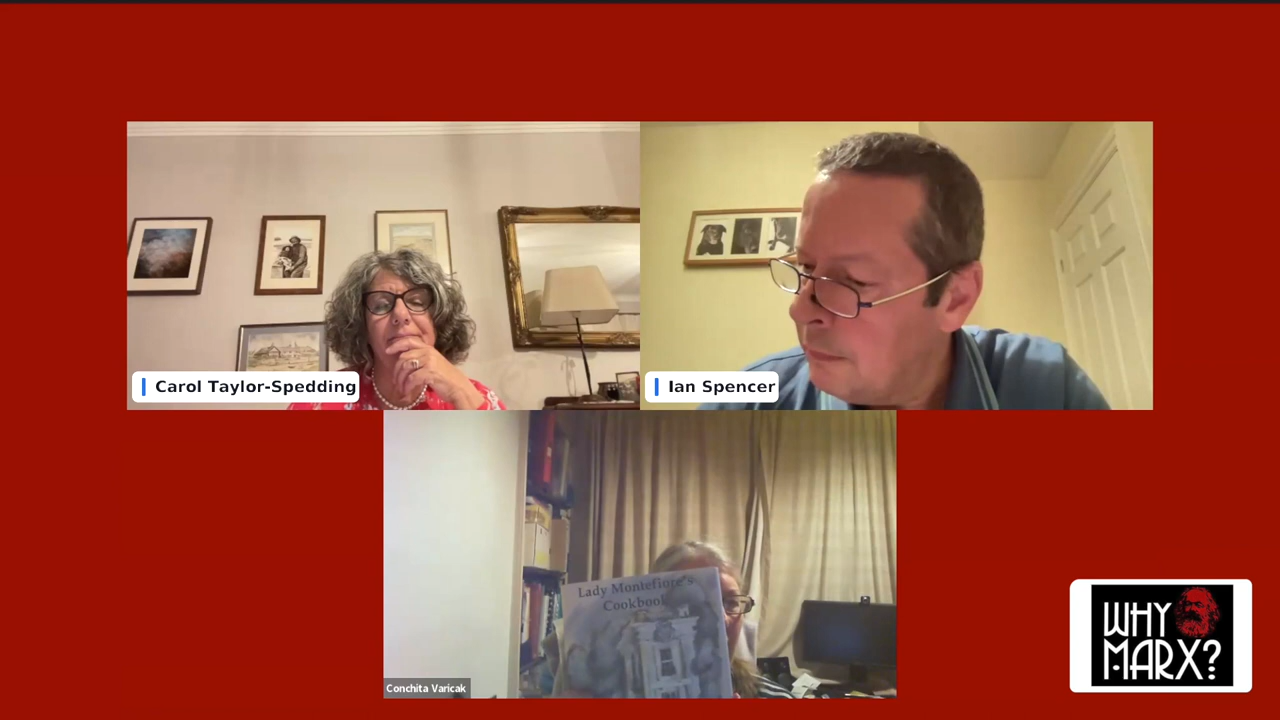 Carol Taylor-Spedding
Ian Spencer
Lady Montefiore's
Cookbook
Conchita Varicak
WHY
MARX?